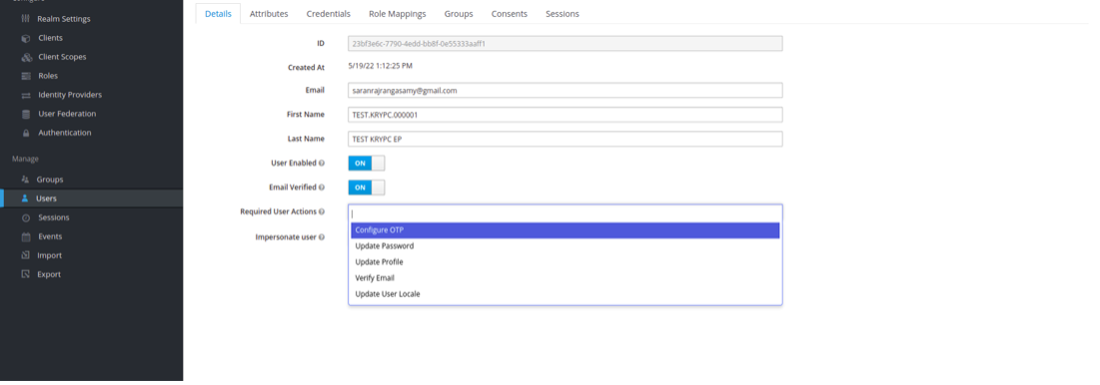 Realm Settings
Clients
Client Scopes
Roles
Identity Providers
User Federation
Authentication
Manage
Groups
Users
Sessions
Events
Import
Export
Details Attributes Credentials Role Mappings Groups Consents Sessions
ID 23bf3e6c-7790-4edd-bb8f-0e55333aaff1
Created At 5/19/22 1:12:25 PM
Email saranrajrangasamy@gmail.com
First Name TEST.KRYPC.000001
Last Name TEST KRYPC EP
User Enabled ON
Email Verified ON
Required User Actions
Configure OTP
Impersonate user
Update Password
Update Profile
Verify Email
Update User Locale